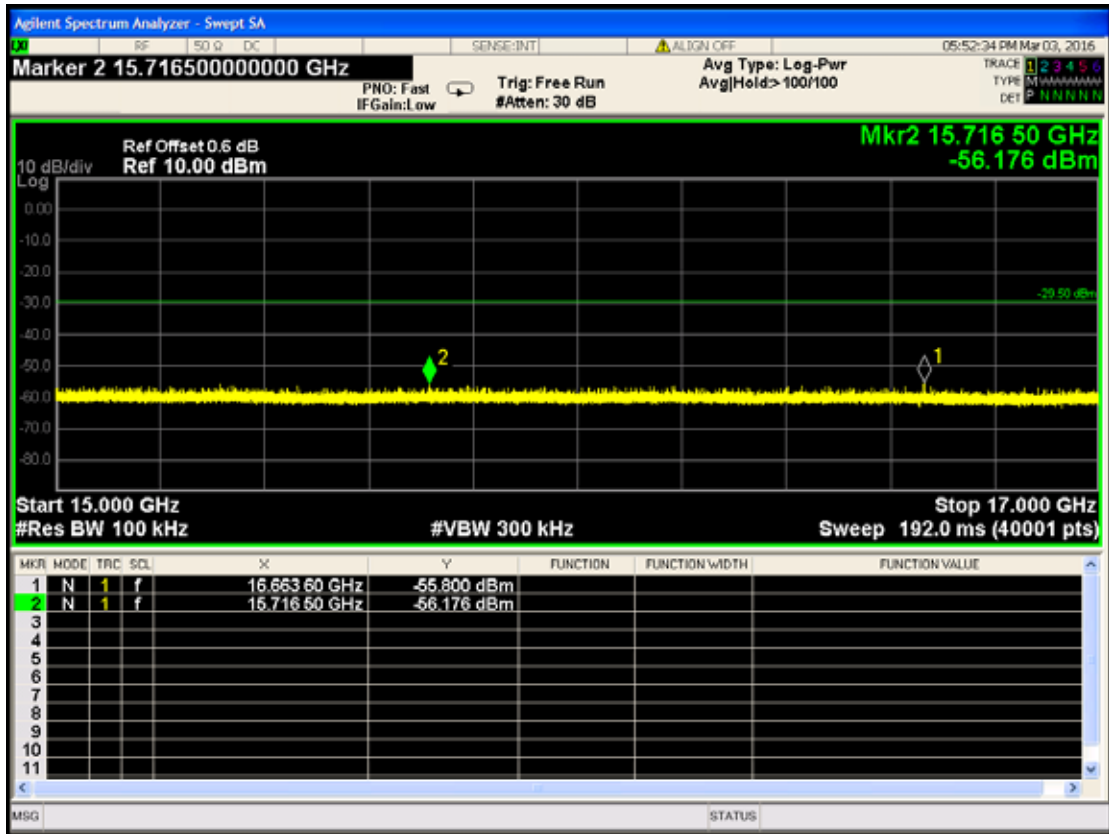 Agilent Spectrum Analyzer - Swept SA
LXI RF 50 Ω DC SENSE:INT ALIGN OFF 05:52:34 PM Mar 03, 2016
Marker 2 15.716500000000 GHz
PNO: Fast
IFGain:Low
Trig: Free Run
#Atten: 30 dB
Avg Type: Log-Pwr
Avg|Hold:>100/100
TRACE 1 2 3 4 5 6
TYPE M
DET P N N N N N
Mkr2 15.716 50 GHz
-56.176 dBm
Ref Offset 0.6 dB
10 dB/div Ref 10.00 dBm
Log
0.00
-10.0
-20.0
-29.50 dBm
-30.0
-40.0
2
1
-50.0
-60.0
-70.0
-80.0
Start 15.000 GHz Stop 17.000 GHz
#Res BW 100 kHz #VBW 300 kHz Sweep 192.0 ms (40001 pts)
MKR MODE TRC SCL X Y FUNCTION FUNCTION WIDTH FUNCTION VALUE
1 N 1 f 16.663 60 GHz -55.800 dBm
2 N 1 f 15.716 50 GHz -56.176 dBm
3
4
5
6
7
8
9
10
11
MSG STATUS